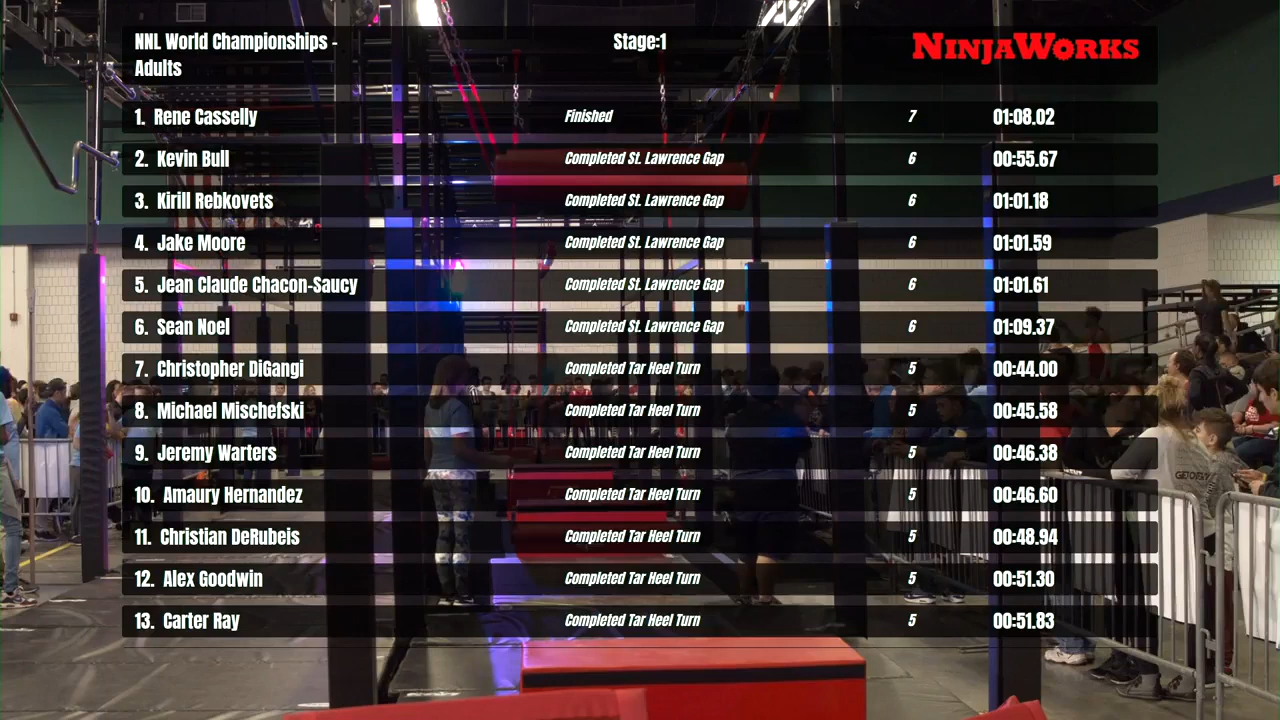 NNL World Championships -
Adults
Stage:1
NINJAWORKS
1. Rene Casselly Finished 7 01:08.02
2. Kevin Bull Completed St. Lawrence Gap 6 00:55.67
3. Kirill Rebkovets Completed St. Lawrence Gap 6 01:01.18
4. Jake Moore Completed St. Lawrence Gap 6 01:01.59
5. Jean Claude Chacon-Saucy Completed St. Lawrence Gap 6 01:01.61
6. Sean Noel Completed St. Lawrence Gap 6 01:09.37
7. Christopher DiGangi Completed Tar Heel Turn 5 00:44.00
8. Michael Mischefski Completed Tar Heel Turn 5 00:45.58
9. Jeremy Warters Completed Tar Heel Turn 5 00:46.38
10. Amaury Hernandez Completed Tar Heel Turn 5 00:46.60
11. Christian DeRubeis Completed Tar Heel Turn 5 00:48.94
12. Alex Goodwin Completed Tar Heel Turn 5 00:51.30
13. Carter Ray Completed Tar Heel Turn 5 00:51.83